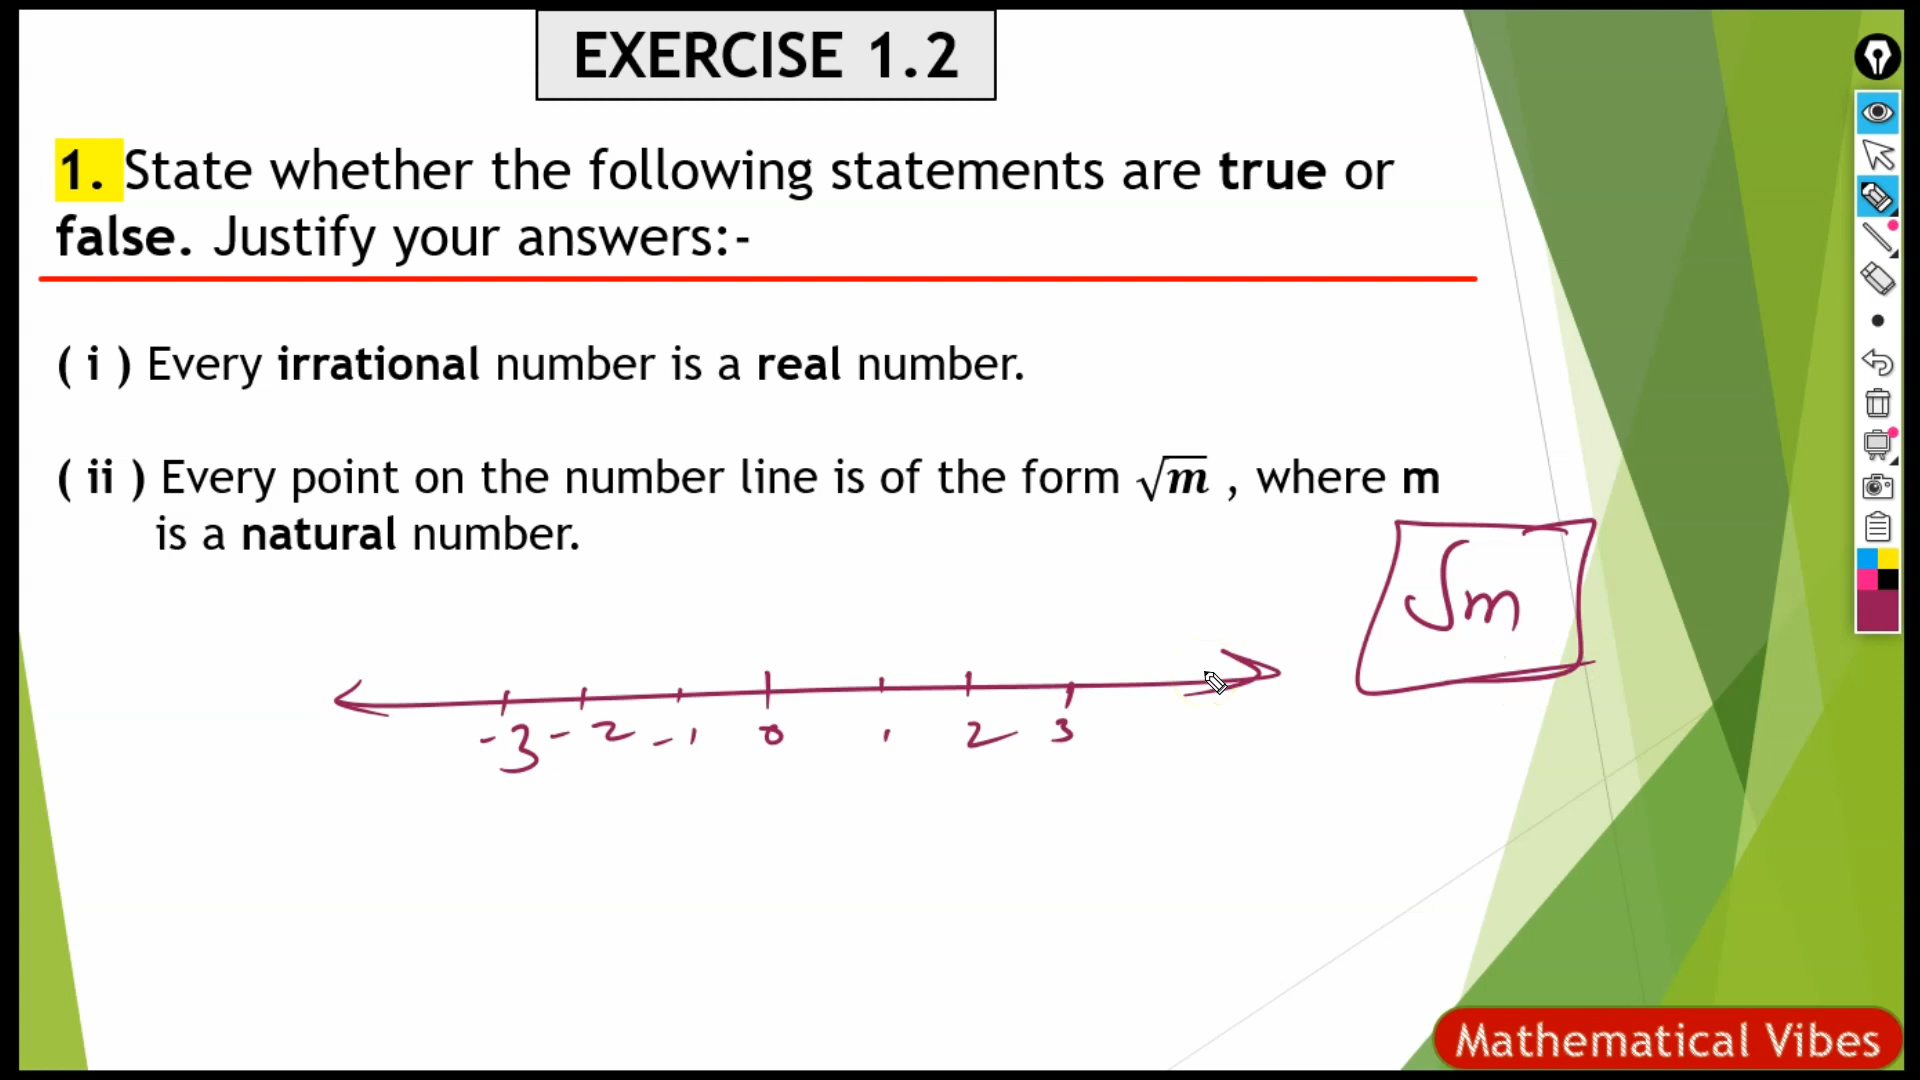 EXERCISE 1.2
1. State whether the following statements are true or
false. Justify your answers:-
( i ) Every irrational number is a real number.
( ii ) Every point on the number line is of the form √m , where m
is a natural number.
√m
-3 -2 -1 0 1 2 3
Mathematical Vibes